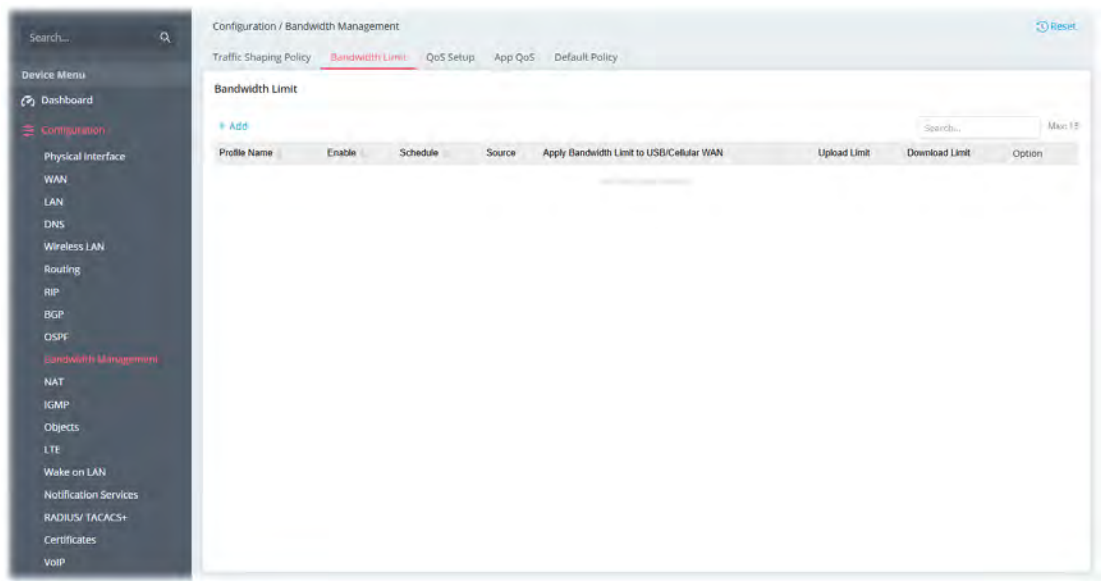 Search...
Configuration / Bandwidth Management
Reset
Traffic Shaping Policy Bandwidth Limit QoS Setup App QoS Default Policy
Device Menu
Bandwidth Limit
Dashboard
+ Add
Search...
Max: 15
Configuration
Profile Name Enable Schedule Source Apply Bandwidth Limit to USB/Cellular WAN Upload Limit Download Limit Option
Physical Interface
WAN
LAN
DNS
Wireless LAN
Routing
RIP
BGP
OSPF
Bandwidth Management
NAT
IGMP
Objects
LTE
Wake on LAN
Notification Services
RADIUS/ TACACS+
Certificates
VoIP